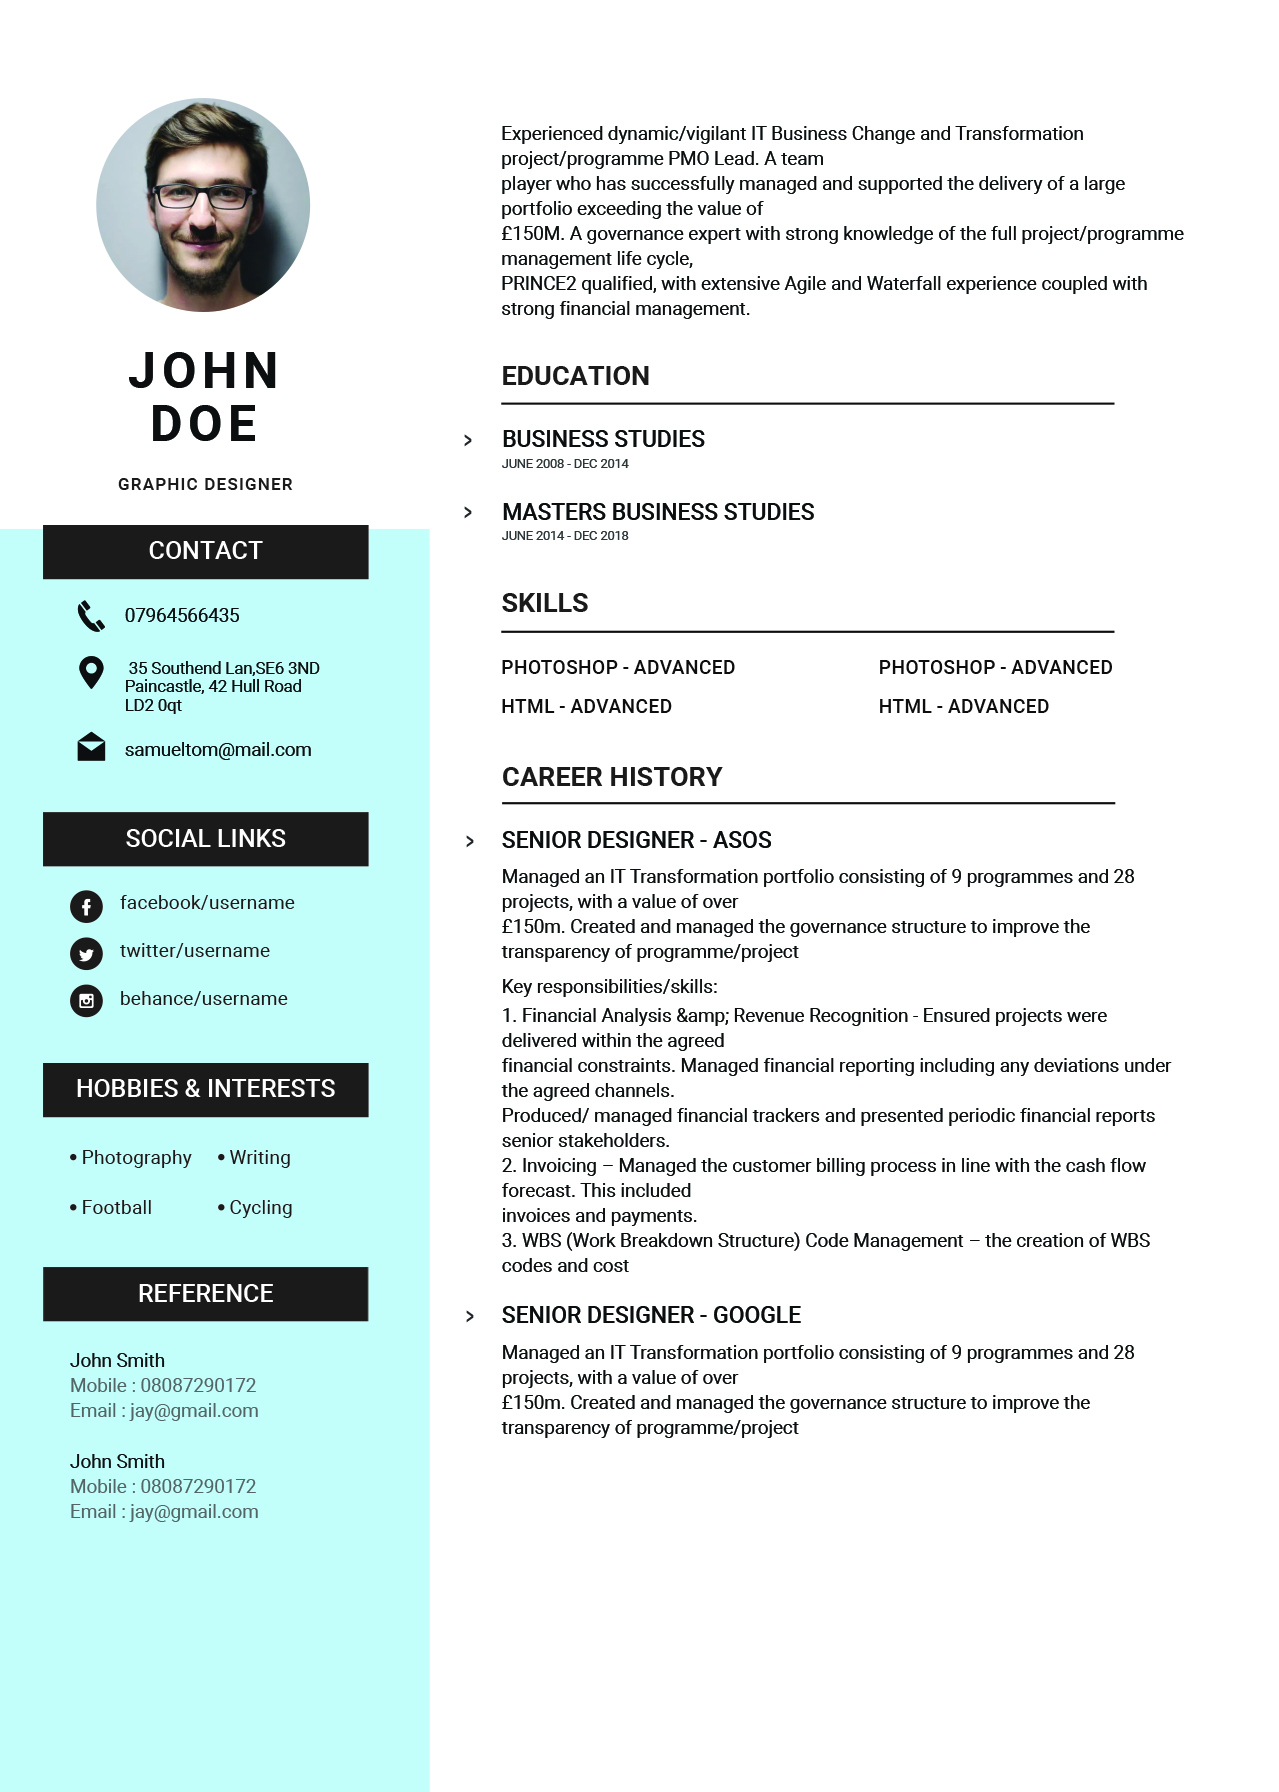 JOHN
DOE
GRAPHIC DESIGNER
CONTACT
07964566435
35 Southend Lan,SE6 3ND
Paincastle, 42 Hull Road
LD2 0qt
samueltom@mail.com
SOCIAL LINKS
facebook/username
twitter/username
behance/username
HOBBIES & INTERESTS
• Photography • Writing
• Football • Cycling
REFERENCE
John Smith
Mobile : 08087290172
Email : jay@gmail.com
John Smith
Mobile : 08087290172
Email : jay@gmail.com
Experienced dynamic/vigilant IT Business Change and Transformation
project/programme PMO Lead. A team
player who has successfully managed and supported the delivery of a large
portfolio exceeding the value of
£150M. A governance expert with strong knowledge of the full project/programme
management life cycle,
PRINCE2 qualified, with extensive Agile and Waterfall experience coupled with
strong financial management.
EDUCATION
> BUSINESS STUDIES
JUNE 2008 - DEC 2014
> MASTERS BUSINESS STUDIES
JUNE 2014 - DEC 2018
SKILLS
PHOTOSHOP - ADVANCED PHOTOSHOP - ADVANCED
HTML - ADVANCED HTML - ADVANCED
CAREER HISTORY
> SENIOR DESIGNER - ASOS
Managed an IT Transformation portfolio consisting of 9 programmes and 28
projects, with a value of over
£150m. Created and managed the governance structure to improve the
transparency of programme/project
Key responsibilities/skills:
1. Financial Analysis &amp; Revenue Recognition - Ensured projects were
delivered within the agreed
financial constraints. Managed financial reporting including any deviations under
the agreed channels.
Produced/ managed financial trackers and presented periodic financial reports
senior stakeholders.
2. Invoicing – Managed the customer billing process in line with the cash flow
forecast. This included
invoices and payments.
3. WBS (Work Breakdown Structure) Code Management – the creation of WBS
codes and cost
> SENIOR DESIGNER - GOOGLE
Managed an IT Transformation portfolio consisting of 9 programmes and 28
projects, with a value of over
£150m. Created and managed the governance structure to improve the
transparency of programme/project